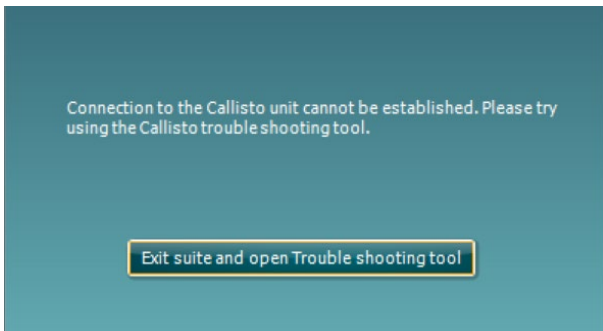 Connection to the Callisto unit cannot be established. Please try
using the Callisto trouble shooting tool.
Exit suite and open Trouble shooting tool